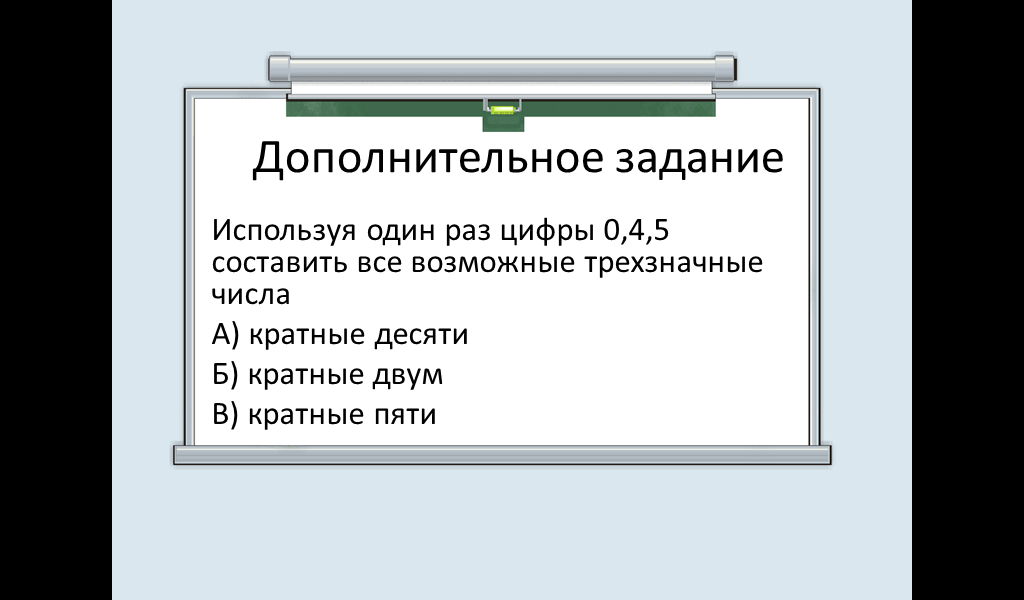 Дополнительное задание
Используя один раз цифры 0,4,5
составить все возможные трехзначные
числа
А) кратные десяти
Б) кратные двум
В) кратные пяти